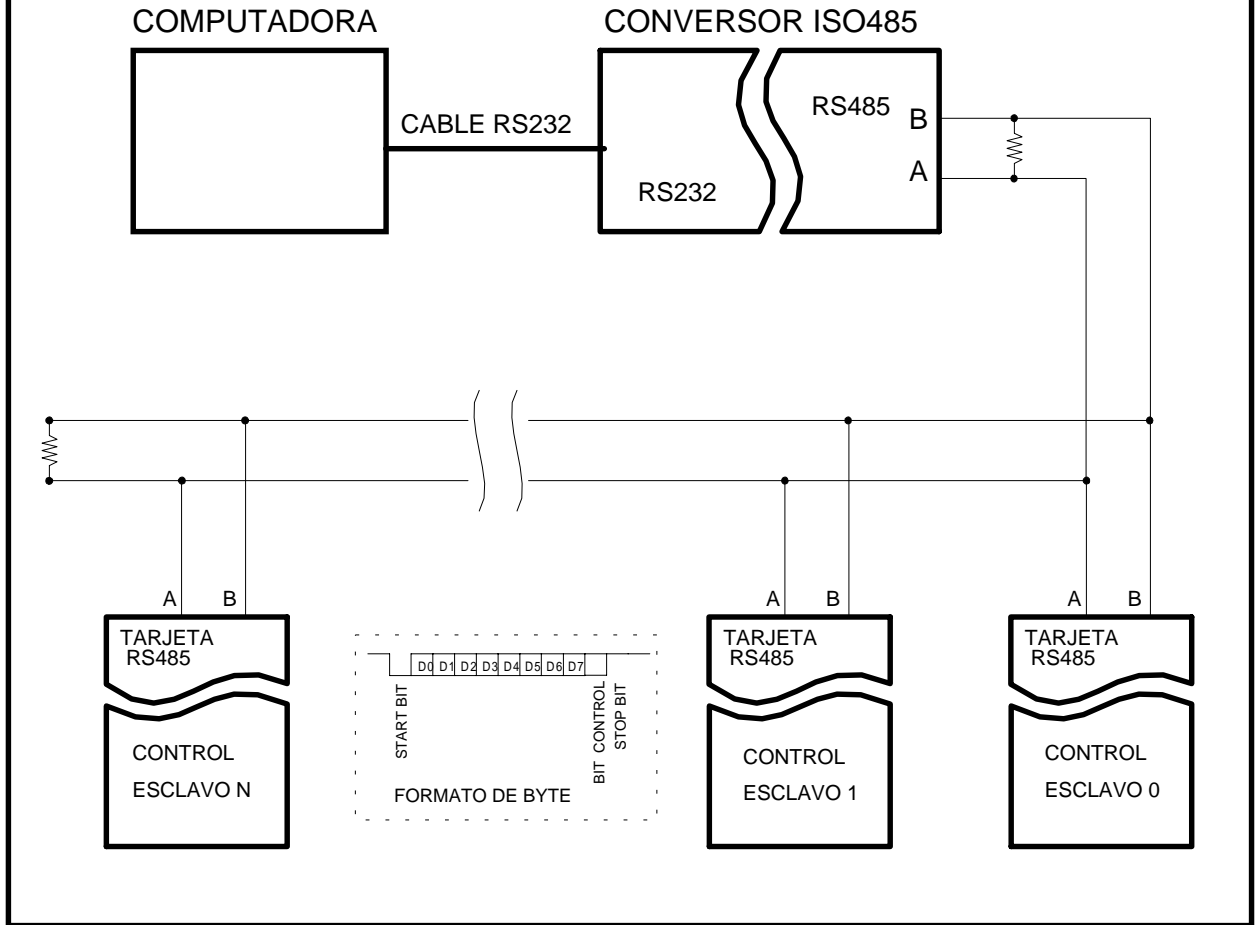 COMPUTADORA
CONVERSOR ISO485
CABLE RS232
RS232
RS485
B
A
A
B
TARJETA
RS485
CONTROL
ESCLAVO N
D0 D1 D2 D3 D4 D5 D6 D7
START BIT
BIT CONTROL
STOP BIT
FORMATO DE BYTE
A
B
TARJETA
RS485
CONTROL
ESCLAVO 1
A
B
TARJETA
RS485
CONTROL
ESCLAVO 0